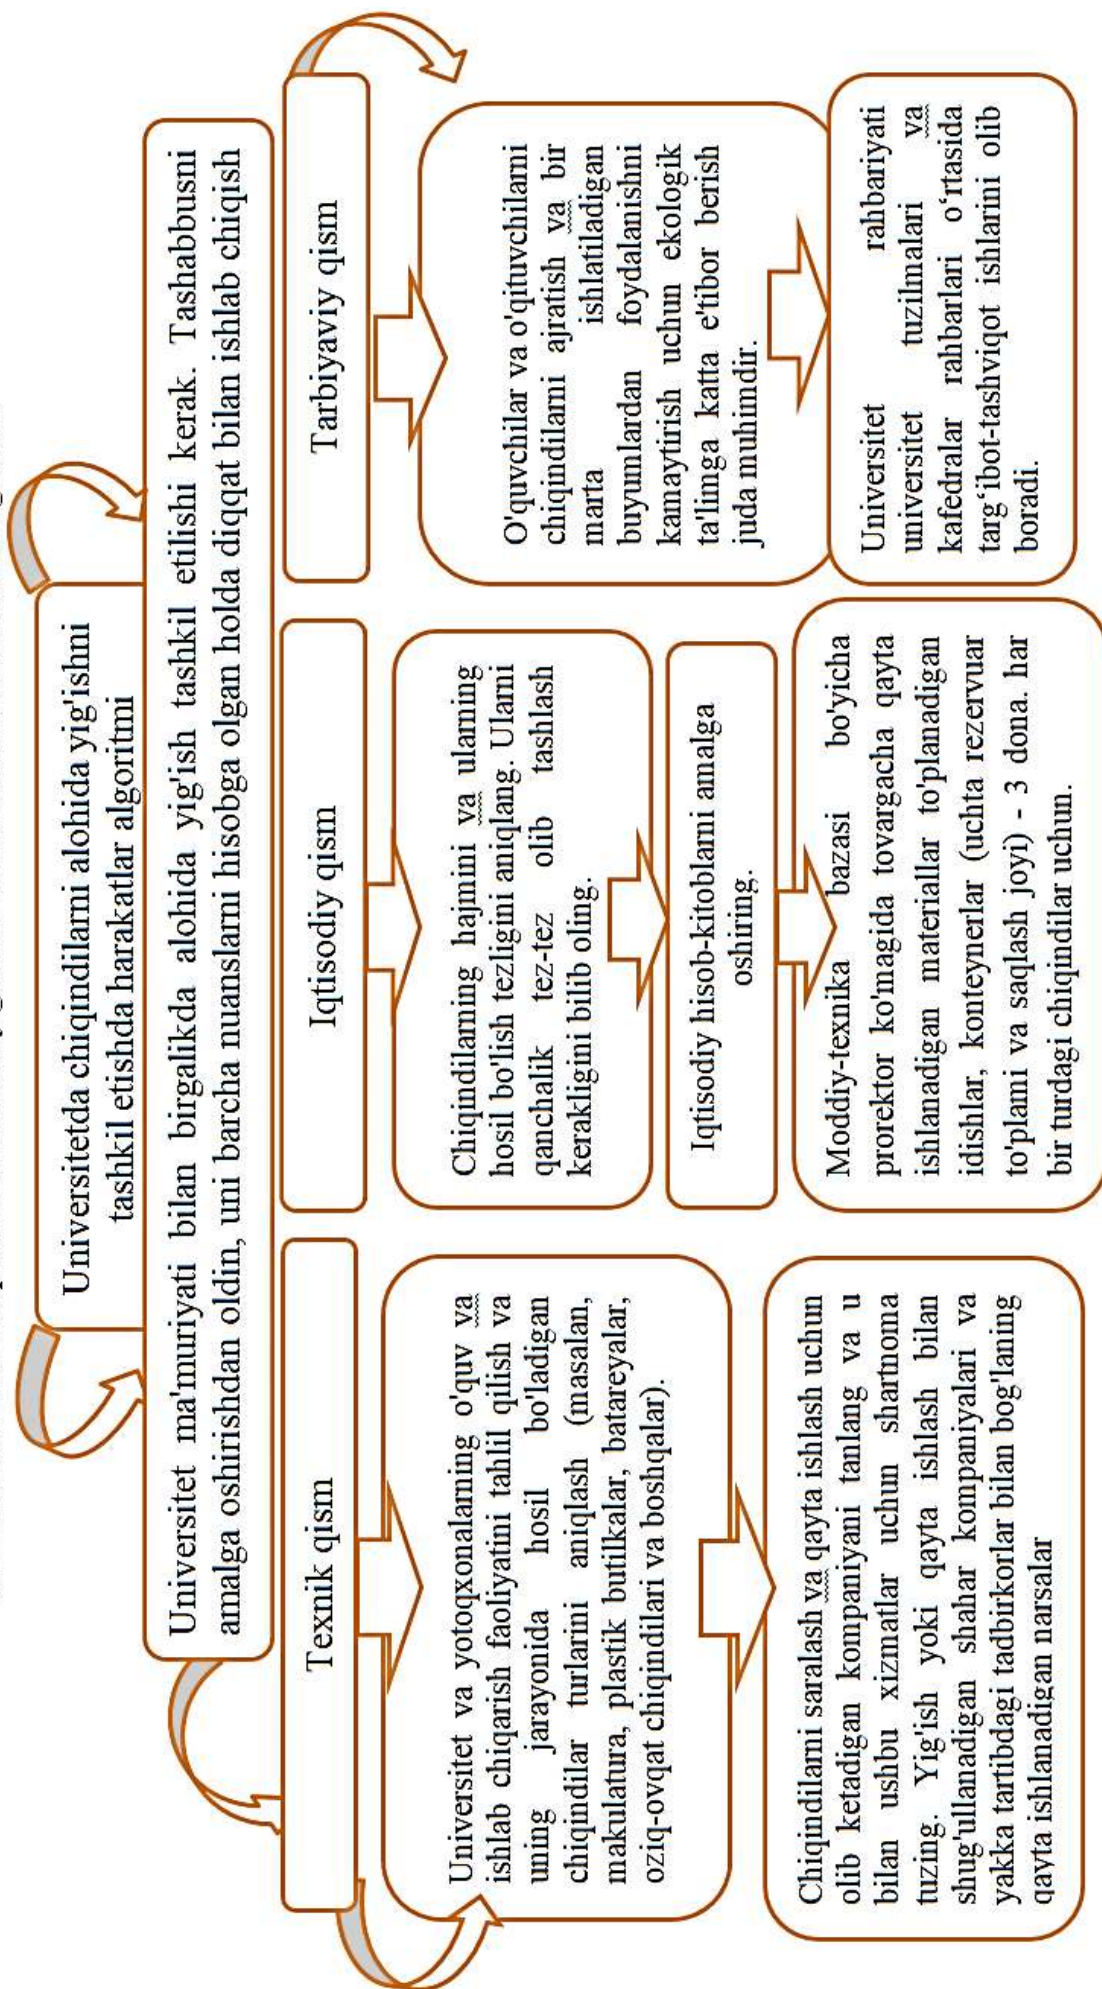 Universitetda chiqindilarni alohida yig'ishni
tashkil etishda harakatlar algoritmi
Universitet ma'muriyati bilan birgalikda alohida yig'ish tashkil etilishi kerak. Tashabbusni
amalga oshirishdan oldin, uni barcha nuanslarni hisobga olgan holda diqqat bilan ishlab chiqish
Texnik qism
Universitet va yotoqxonalarning o'quv va
ishlab chiqarish faoliyatini tahlil qilish va
uning jarayonida hosil bo'ladigan
chiqindilar turlarini aniqlash (masalan,
makulatura, plastik butilkalar, batareyalar,
oziq-ovqat chiqindilari va boshqalar).
Chiqindilarni saralash va qayta ishlash uchun
olib ketadigan kompaniyani tanlang va u
bilan ushbu xizmatlar uchun shartnoma
tuzing. Yig'ish yoki qayta ishlash bilan
shug'ullanadigan shahar kompaniyalari va
yakka tartibdagi tadbirkorlar bilan bog'laning
qayta ishlanadigan narsalar
Iqtisodiy qism
Chiqindilarning hajmini va ularning
hosil bo'lish tezligini aniqlang. Ularni
qanchalik tez-tez olib tashlash
kerakligini bilib oling.
Iqtisodiy hisob-kitoblarni amalga
oshiring.
Moddiy-texnika bazasi bo'yicha
prorektor ko'magida tovargacha qayta
ishlanadigan materiallar to'planadigan
idishlar, konteynerlar (uchta rezervuar
to'plami va saqlash joyi) - 3 dona. har
bir turdagi chiqindilar uchun.
Tarbiyaviy qism
O'quvchilar va o'qituvchilarni
chiqindilarni ajratish va bir
marta ishlatiladigan
buyumlardan foydalanishni
kamaytirish uchun ekologik
ta'limga katta e'tibor berish
juda muhimdir.
Universitet rahbariyati
universitet tuzilmalari va
kafedralar rahbarlari o‘rtasida
targ‘ibot-tashviqot ishlarini olib
boradi.